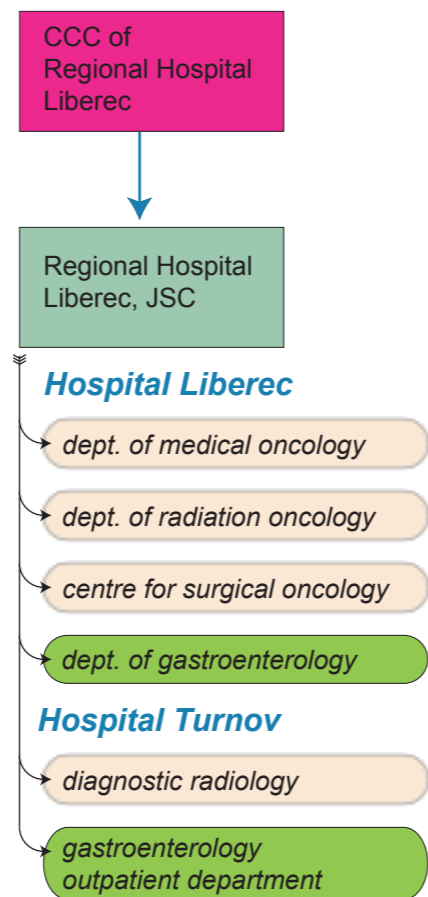 CCC of
Regional Hospital
Liberec
Regional Hospital
Liberec, JSC
Hospital Liberec
dept. of medical oncology
dept. of radiation oncology
centre for surgical oncology
dept. of gastroenterology
Hospital Turnov
diagnostic radiology
gastroenterology
outpatient department